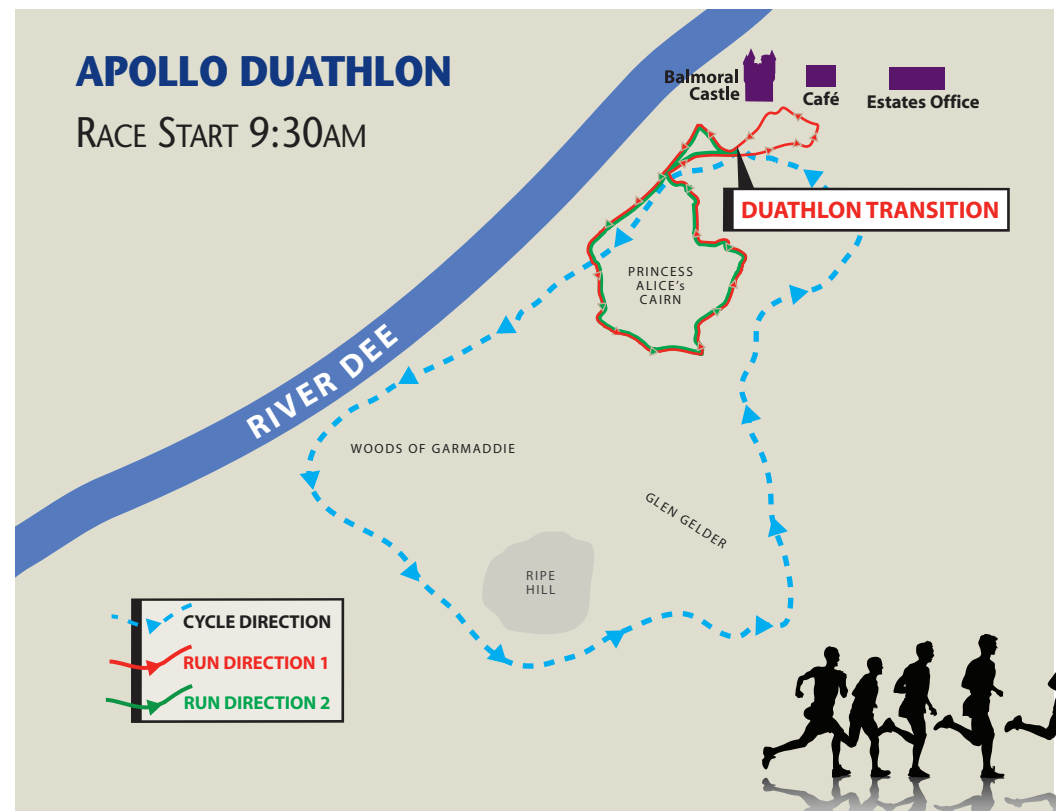 APOLLO DUATHLON
RACE START 9:30AM
Balmoral
Castle
Café
Estates Office
DUATHLON TRANSITION
PRINCESS
ALICE's
CAIRN
RIVER DEE
WOODS OF GARMADDIE
GLEN GELDER
RIPE
HILL
CYCLE DIRECTION
RUN DIRECTION 1
RUN DIRECTION 2